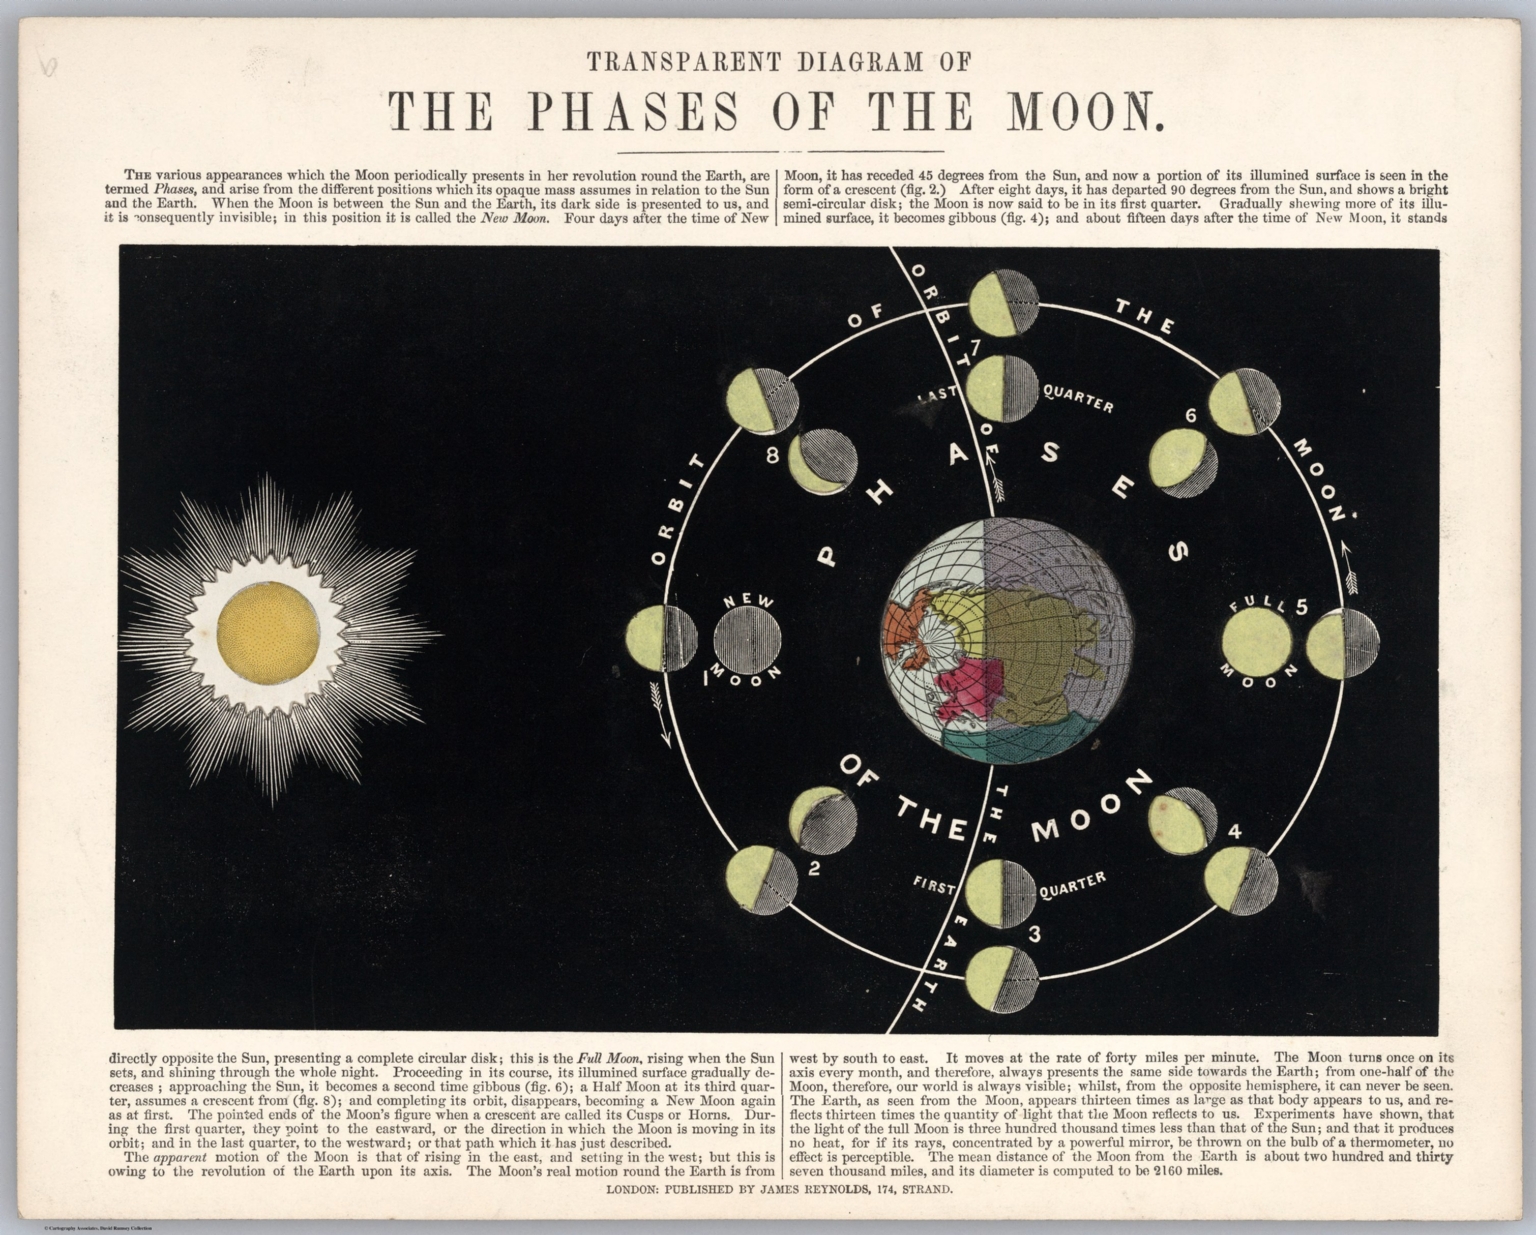 TRANSPARENT DIAGRAM OF
THE PHASES OF THE MOON.
THE various appearances which the Moon periodically presents in her revolution round the Earth, are
termed Phases, and arise from the different positions which its opaque mass assumes in relation to the Sun
and the Earth. When the Moon is between the Sun and the Earth, its dark side is presented to us, and
it is consequently invisible; in this position it is called the New Moon. Four days after the time of New
Moon, it has receded 45 degrees from the Sun, and now a portion of its illumined surface is seen in the
form of a crescent (fig. 2.) After eight days, it has departed 90 degrees from the Sun, and shows a bright
semi-circular disk; the Moon is now said to be in its first quarter. Gradually shewing more of its illu-
mined surface, it becomes gibbous (fig. 4); and about fifteen days after the time of New Moon, it stands
ORBIT OF THE MOON
ORBIT OF THE EARTH
PHASES
OF THE MOON
7
LAST QUARTER
6
8
NEW
1 MOON
FULL 5
MOON
2
4
FIRST QUARTER
3
directly opposite the Sun, presenting a complete circular disk; this is the Full Moon, rising when the Sun
sets, and shining through the whole night. Proceeding in its course, its illumined surface gradually de-
creases ; approaching the Sun, it becomes a second time gibbous (fig. 6); a Half Moon at its third quar-
ter, assumes a crescent from (fig. 8); and completing its orbit, disappears, becoming a New Moon again
as at first. The pointed ends of the Moon's figure when a crescent are called its Cusps or Horns. Dur-
ing the first quarter, they point to the eastward, or the direction in which the Moon is moving in its
orbit; and in the last quarter, to the westward; or that path which it has just described.
The apparent motion of the Moon is that of rising in the east, and setting in the west; but this is
owing to the revolution of the Earth upon its axis. The Moon's real motion round the Earth is from
west by south to east. It moves at the rate of forty miles per minute. The Moon turns once on its
axis every month, and therefore, always presents the same side towards the Earth; from one-half of the
Moon, therefore, our world is always visible; whilst, from the opposite hemisphere, it can never be seen.
The Earth, as seen from the Moon, appears thirteen times as large as that body appears to us, and re-
flects thirteen times the quantity of light that the Moon reflects to us. Experiments have shown, that
the light of the full Moon is three hundred thousand times less than that of the Sun; and that it produces
no heat, for if its rays, concentrated by a powerful mirror, be thrown on the bulb of a thermometer, no
effect is perceptible. The mean distance of the Moon from the Earth is about two hundred and thirty
seven thousand miles, and its diameter is computed to be 2160 miles.
LONDON: PUBLISHED BY JAMES REYNOLDS, 174, STRAND.
© Cartography Associates, David Rumsey Collection